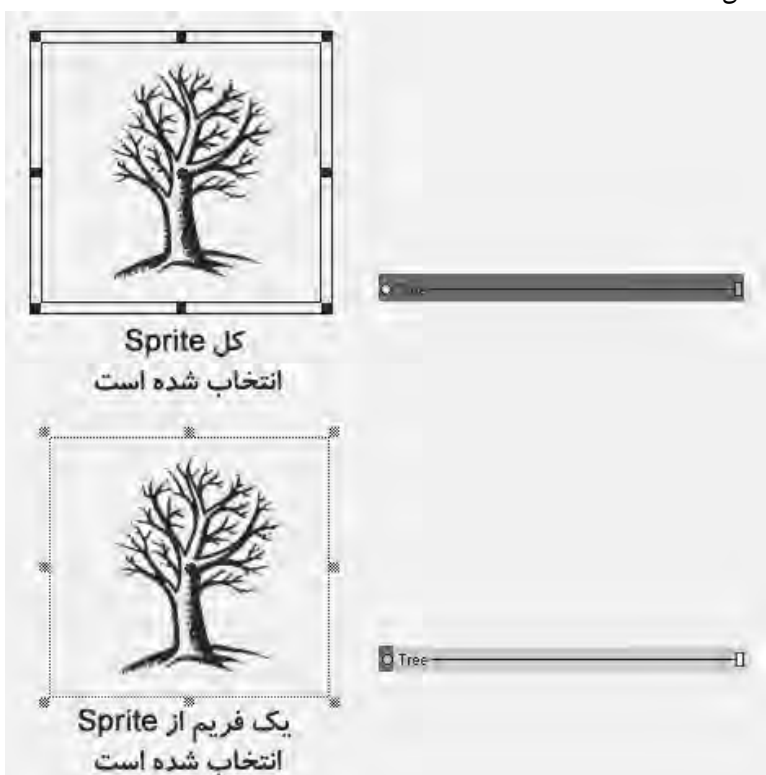 کل Sprite
انتخاب شده است
Tree
یک فریم از Sprite
انتخاب شده است